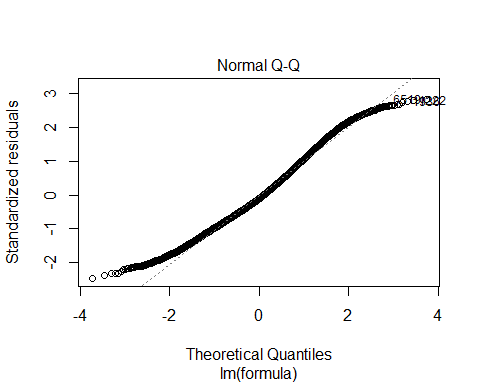 Normal Q-Q
Standardized residuals
3
2
1
0
-1
-2
-4
-2
0
2
4
Theoretical Quantiles
lm(formula)